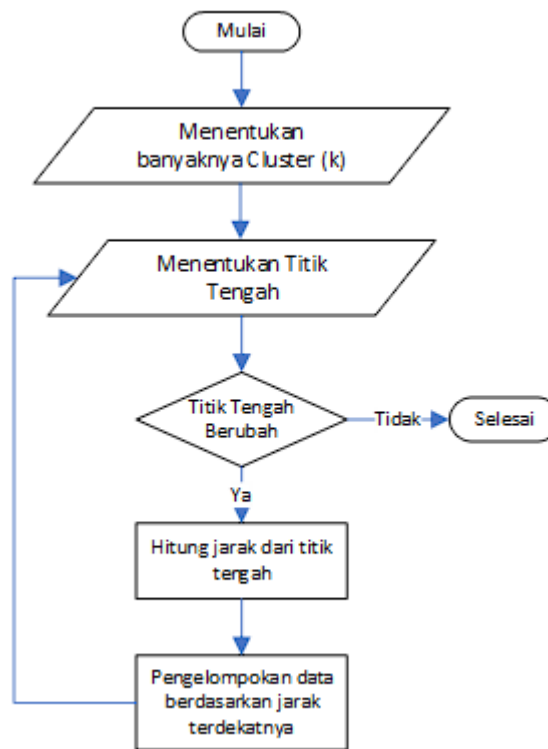 Mulai
Menentukan
banyaknya Cluster (k)
Menentukan Titik
Tengah
Titik Tengah
Berubah
Tidak
Selesai
Ya
Hitung jarak dari titik
tengah
Pengelompokan data
berdasarkan jarak
terdekatnya